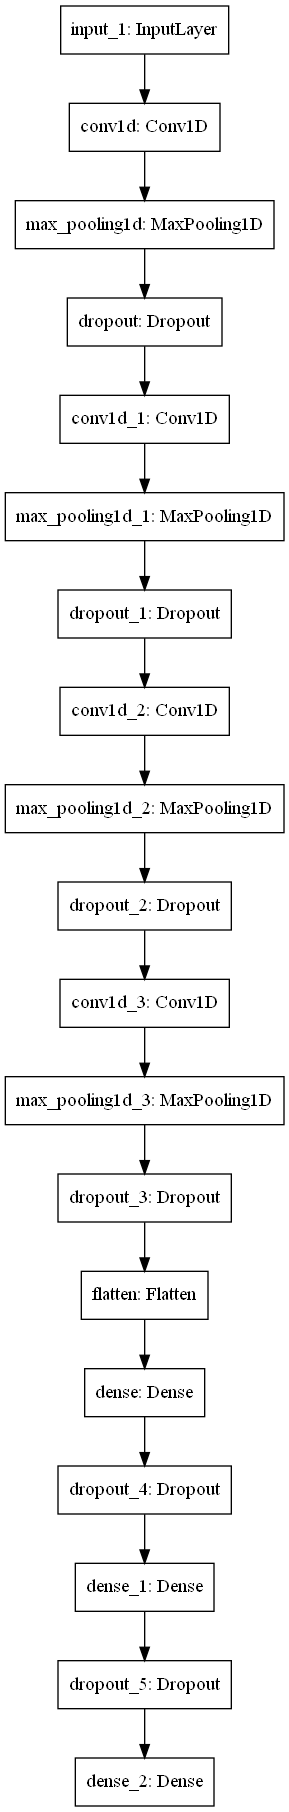 input_1: InputLayer
conv1d: Conv1D
max_pooling1d: MaxPooling1D
dropout: Dropout
conv1d_1: Conv1D
max_pooling1d_1: MaxPooling1D
dropout_1: Dropout
conv1d_2: Conv1D
max_pooling1d_2: MaxPooling1D
dropout_2: Dropout
conv1d_3: Conv1D
max_pooling1d_3: MaxPooling1D
dropout_3: Dropout
flatten: Flatten
dense: Dense
dropout_4: Dropout
dense_1: Dense
dropout_5: Dropout
dense_2: Dense